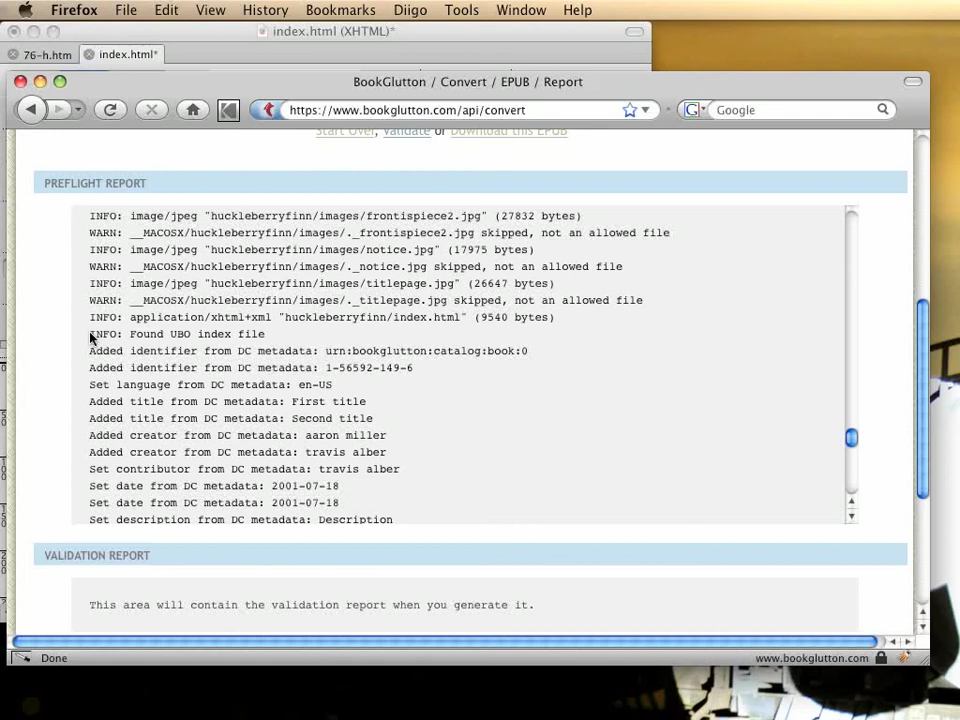 Firefox File Edit View History Bookmarks Diigo Tools Window Help
index.html (XHTML)*
76-h.htm index.html*
BookGlutton / Convert / EPUB / Report
https://www.bookglutton.com/api/convert
G Google
Start Over, Validate or Download this EPUB
PREFLIGHT REPORT
INFO: image/jpeg "huckleberryfinn/images/frontispiece2.jpg" (27832 bytes)
WARN: __MACOSX/huckleberryfinn/images/._frontispiece2.jpg skipped, not an allowed file
INFO: image/jpeg "huckleberryfinn/images/notice.jpg" (17975 bytes)
WARN: __MACOSX/huckleberryfinn/images/._notice.jpg skipped, not an allowed file
INFO: image/jpeg "huckleberryfinn/images/titlepage.jpg" (26647 bytes)
WARN: __MACOSX/huckleberryfinn/images/._titlepage.jpg skipped, not an allowed file
INFO: application/xhtml+xml "huckleberryfinn/index.html" (9540 bytes)
INFO: Found UBO index file
Added identifier from DC metadata: urn:bookglutton:catalog:book:0
Added identifier from DC metadata: 1-56592-149-6
Set language from DC metadata: en-US
Added title from DC metadata: First title
Added title from DC metadata: Second title
Added creator from DC metadata: aaron miller
Added creator from DC metadata: travis alber
Set contributor from DC metadata: travis alber
Set date from DC metadata: 2001-07-18
Set date from DC metadata: 2001-07-18
Set description from DC metadata: Description
VALIDATION REPORT
This area will contain the validation report when you generate it.
Done
www.bookglutton.com